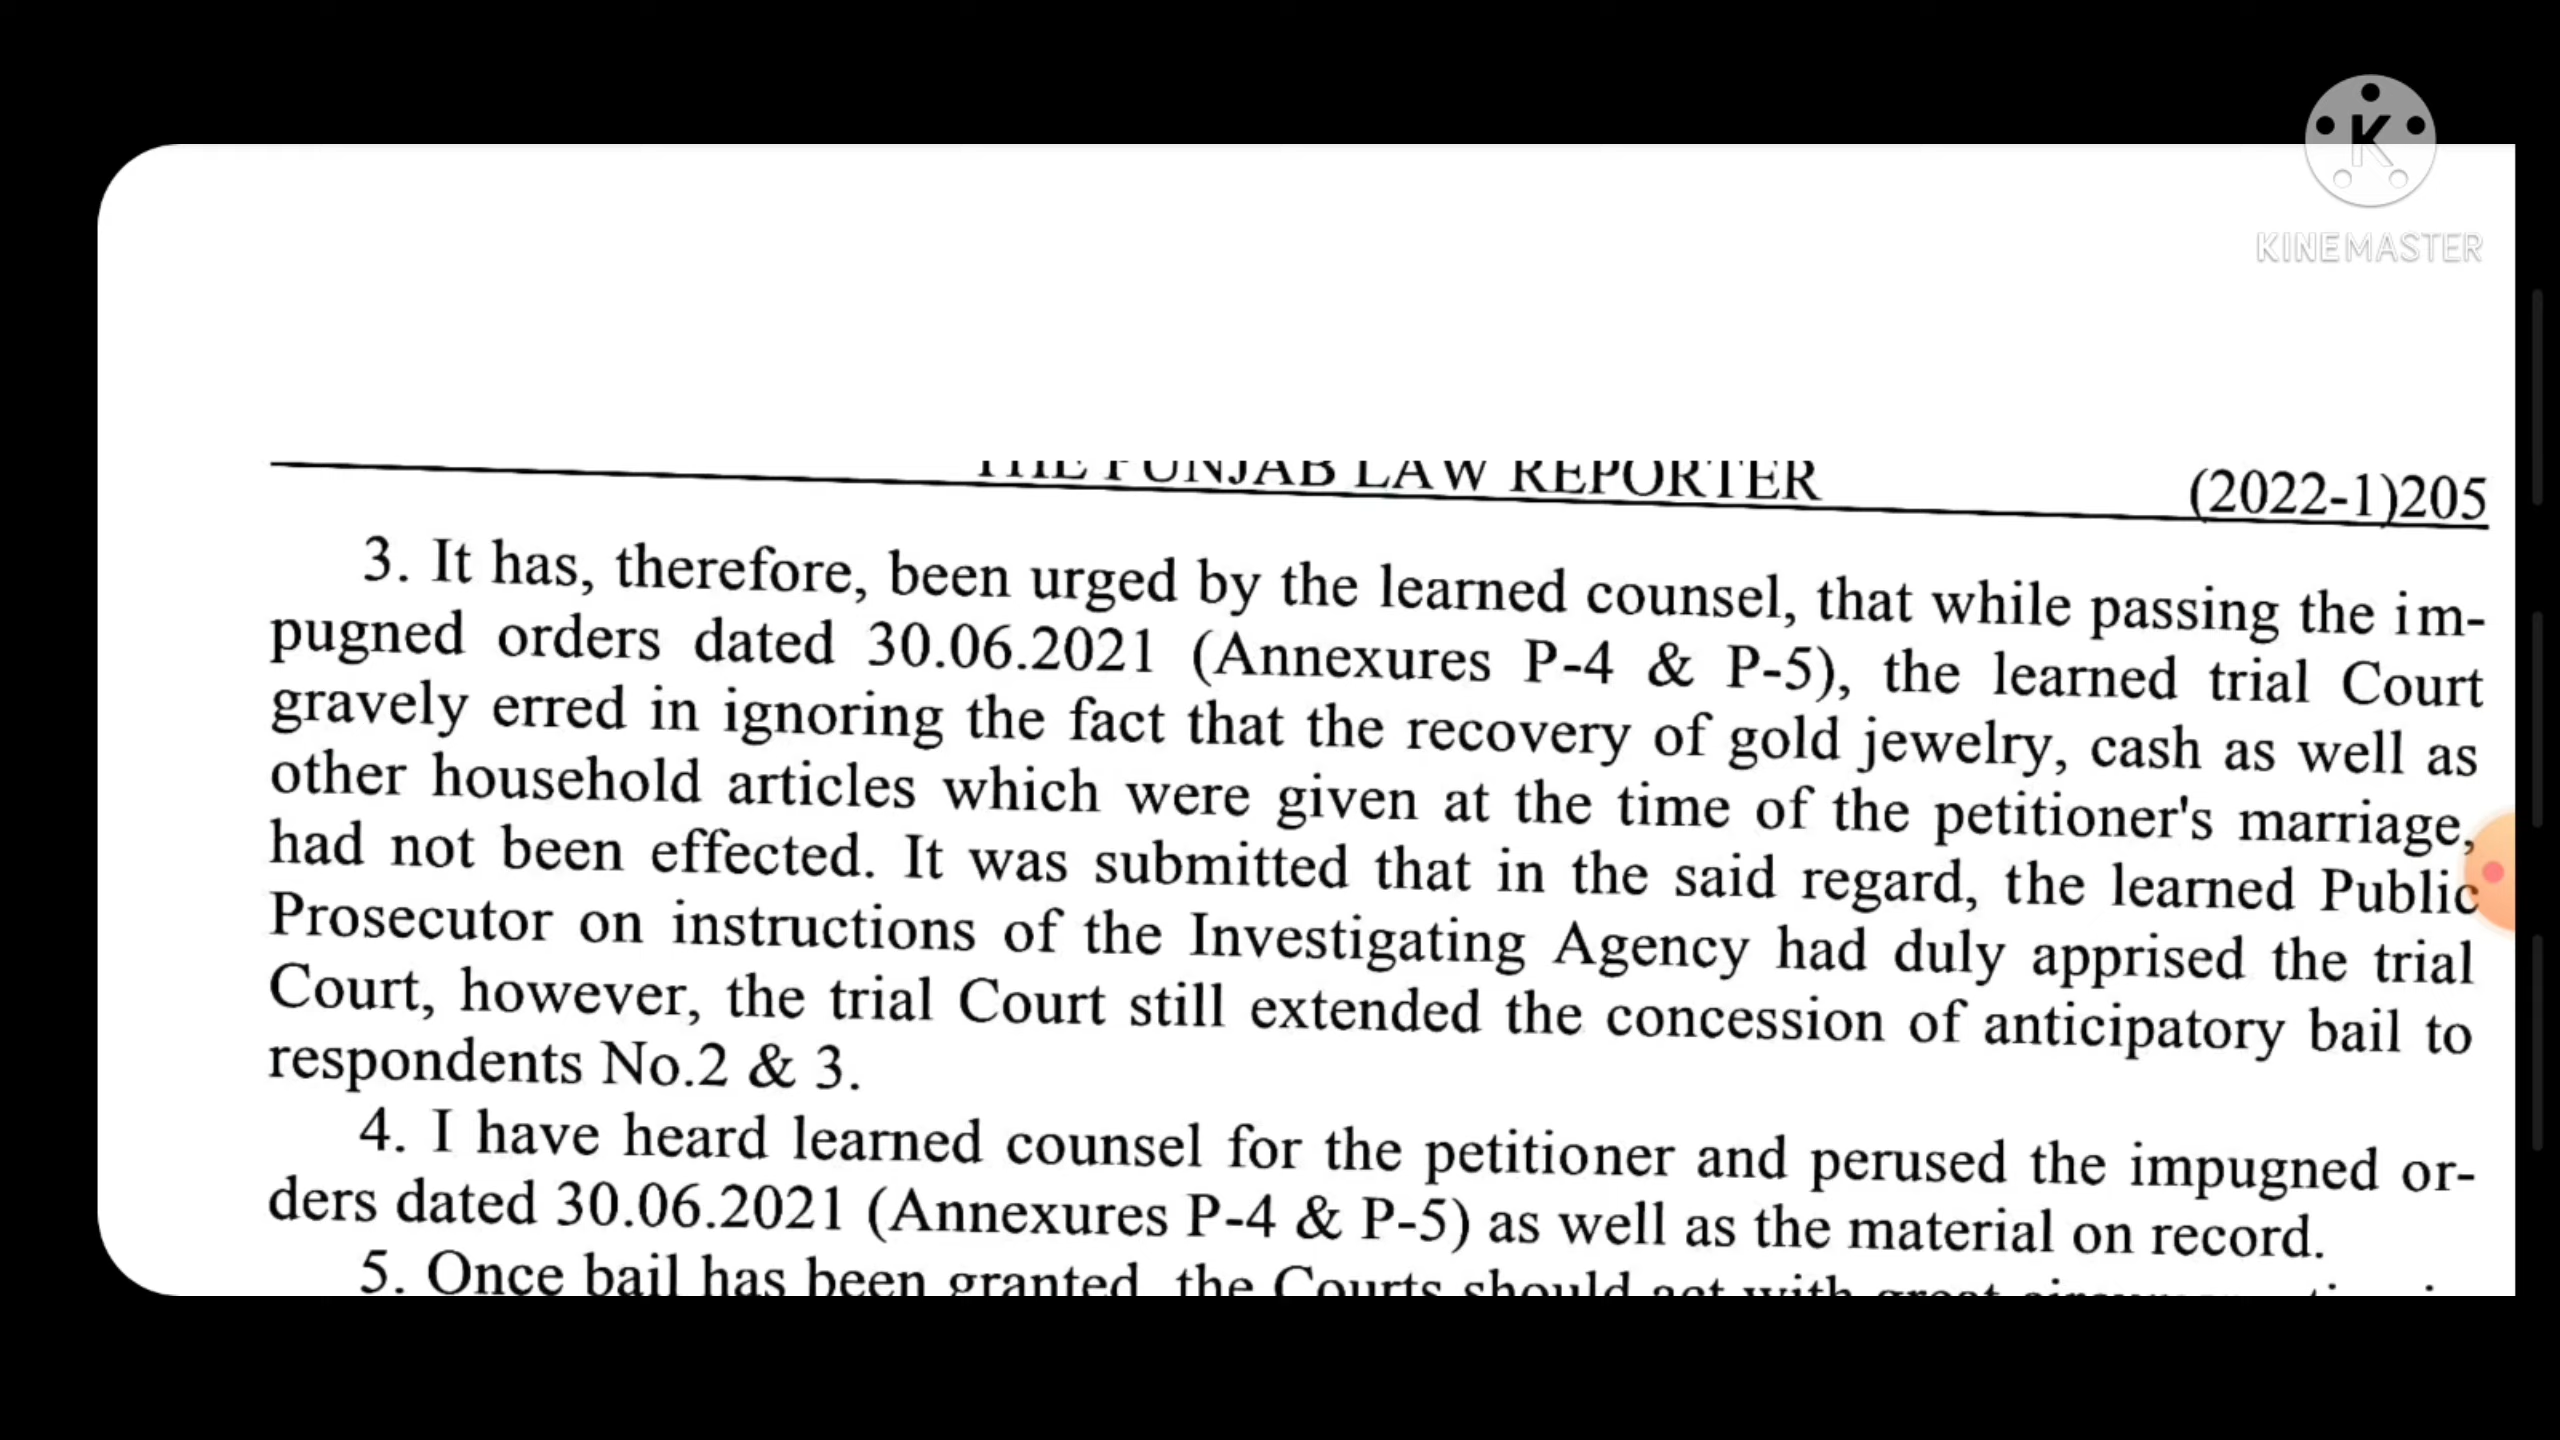 K
KINEMASTER
THE PUNJAB LAW REPORTER (2022-1)205
3. It has, therefore, been urged by the learned counsel, that while passing the im-
pugned orders dated 30.06.2021 (Annexures P-4 & P-5), the learned trial Court
gravely erred in ignoring the fact that the recovery of gold jewelry, cash as well as
other household articles which were given at the time of the petitioner's marriage,
had not been effected. It was submitted that in the said regard, the learned Public
Prosecutor on instructions of the Investigating Agency had duly apprised the trial
Court, however, the trial Court still extended the concession of anticipatory bail to
respondents No.2 & 3.
4. I have heard learned counsel for the petitioner and perused the impugned or-
ders dated 30.06.2021 (Annexures P-4 & P-5) as well as the material on record.
5. Once bail has been granted, the Courts should act with great